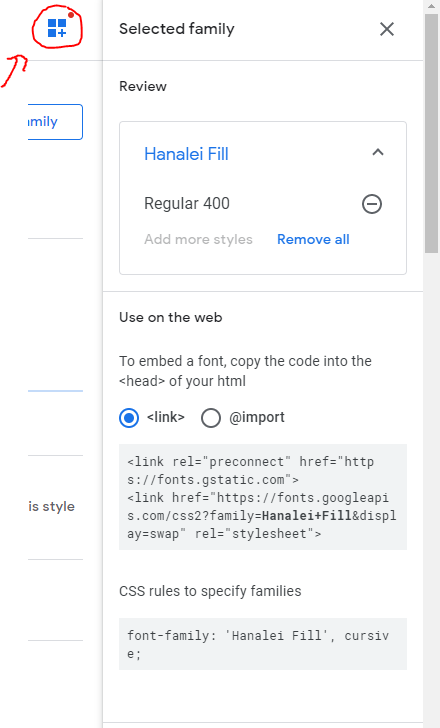 Selected family
Review
amily
Hanalei Fill
Regular 400
Add more styles Remove all
Use on the web
To embed a font, copy the code into the
<head> of your html
<link> @import
<link rel="preconnect" href="http
s://fonts.gstatic.com">
<link href="https://fonts.googleapi
s.com/css2?family=Hanalei+Fill&displ
ay=swap" rel="stylesheet">
is style
CSS rules to specify families
font-family: 'Hanalei Fill', cursiv
e;